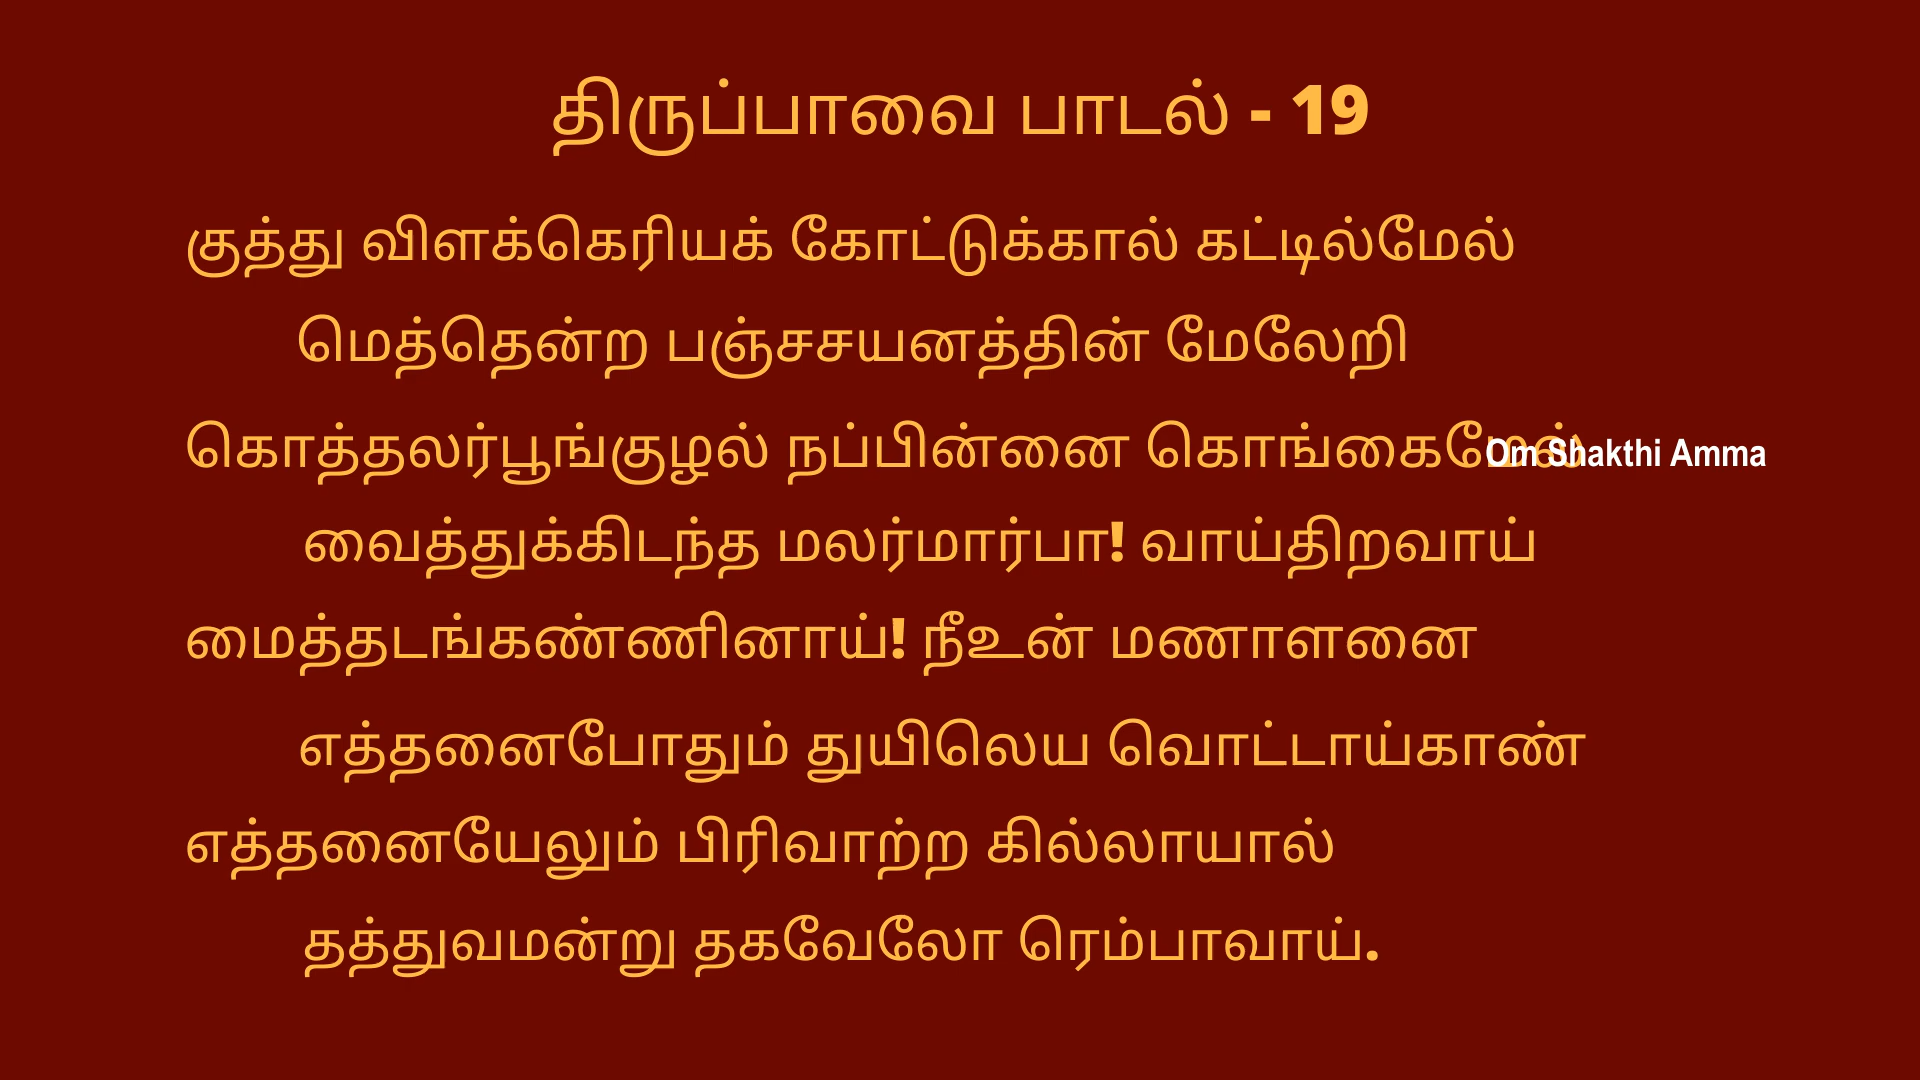 திருப்பாவை பாடல் - 19
குத்து விளக்கெரியக் கோட்டுக்கால் கட்டில்மேல்
மெத்தென்ற பஞ்சசயனத்தின் மேலேறி
கொத்தலர்பூங்குழல் நப்பின்னை கொங்கைமேல்
Om Shakthi Amma
வைத்துக்கிடந்த மலர்மார்பா! வாய்திறவாய்
மைத்தடங்கண்ணினாய்! நீஉன் மணாளனை
எத்தனைபோதும் துயிலெய வொட்டாய்காண்
எத்தனையேலும் பிரிவாற்ற கில்லாயால்
தத்துவமன்று தகவேலோ ரெம்பாவாய்.